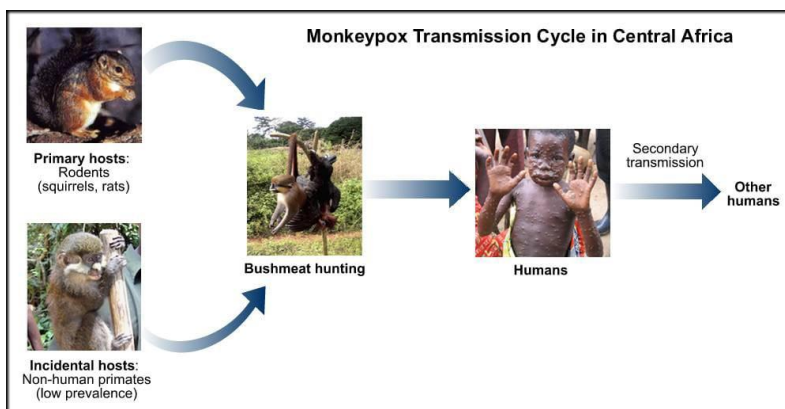 Monkeypox Transmission Cycle in Central Africa
Primary hosts:
Rodents
(squirrels, rats)
Incidental hosts:
Non-human primates
(low prevalence)
Bushmeat hunting
Humans
Secondary
transmission
Other
humans